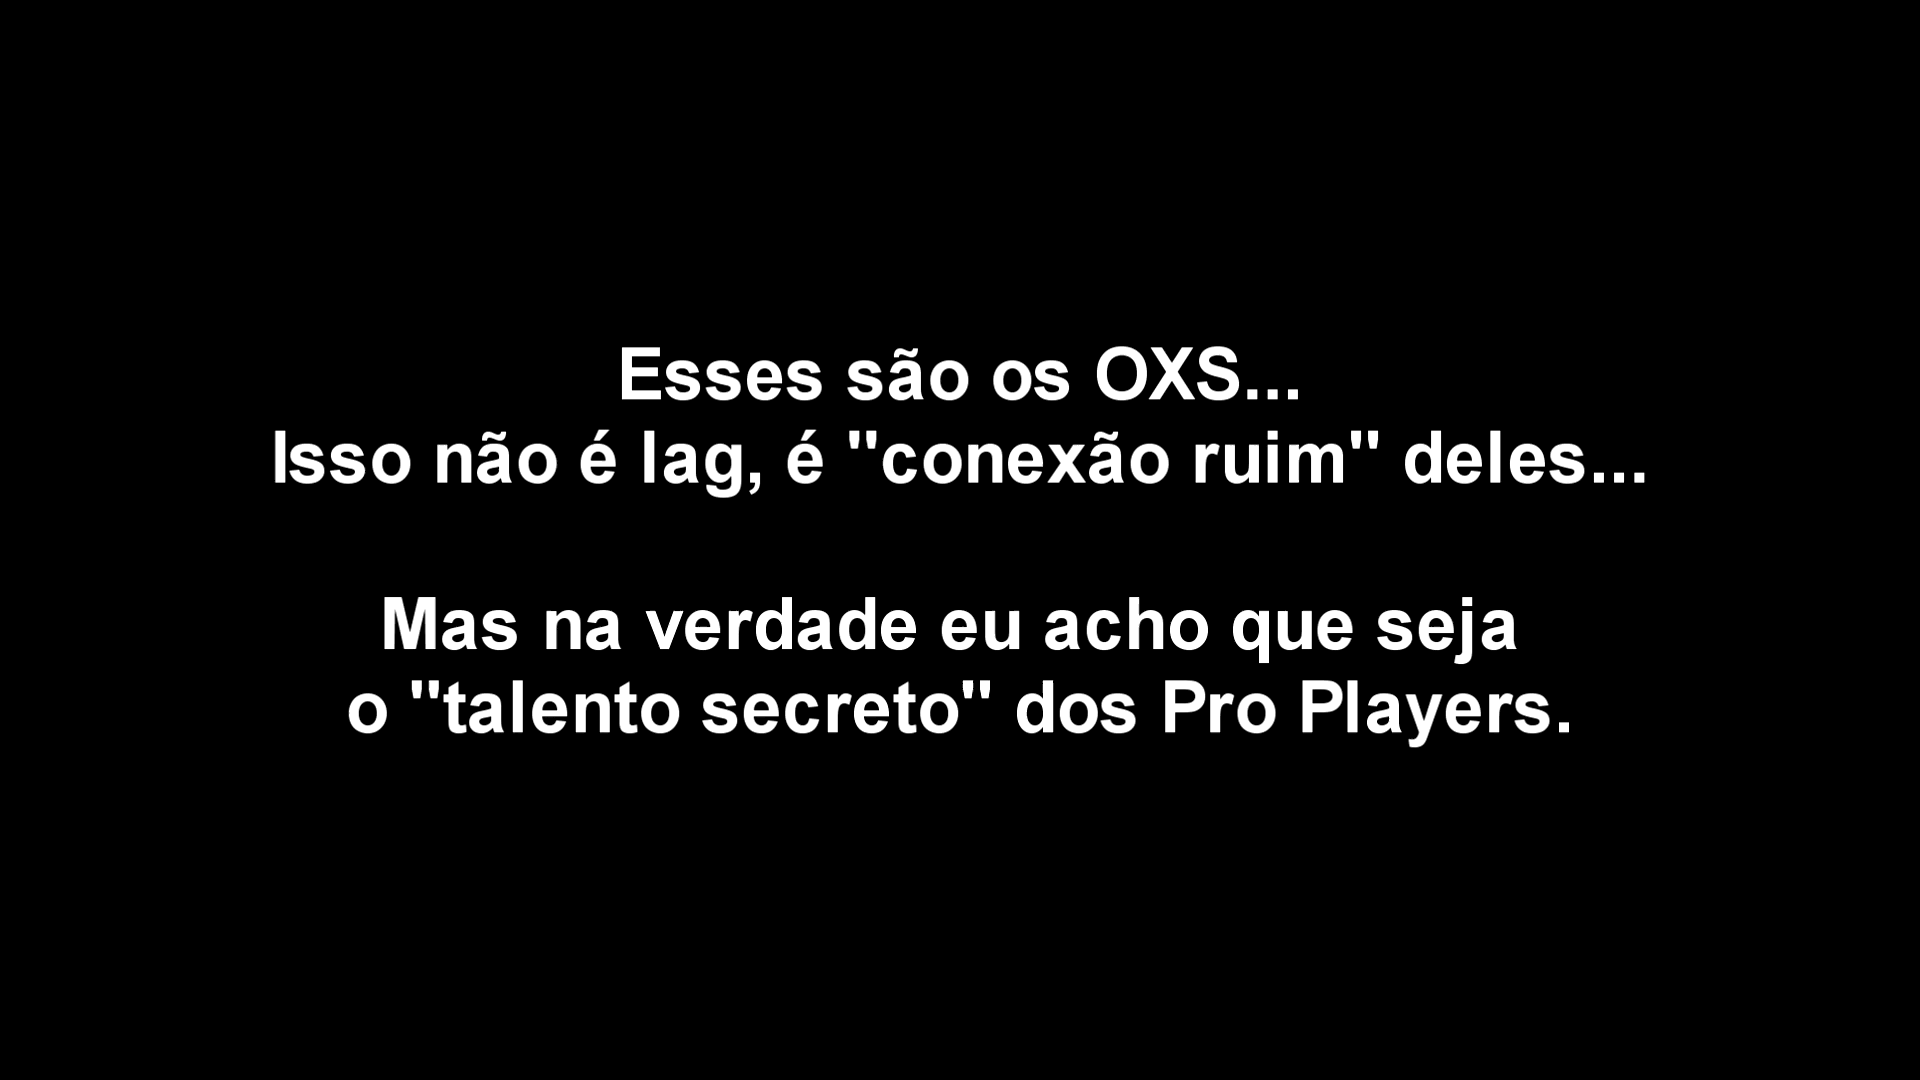 Esses são os OXS...
Isso não é lag, é "conexão ruim" deles...
Mas na verdade eu acho que seja
o "talento secreto" dos Pro Players.